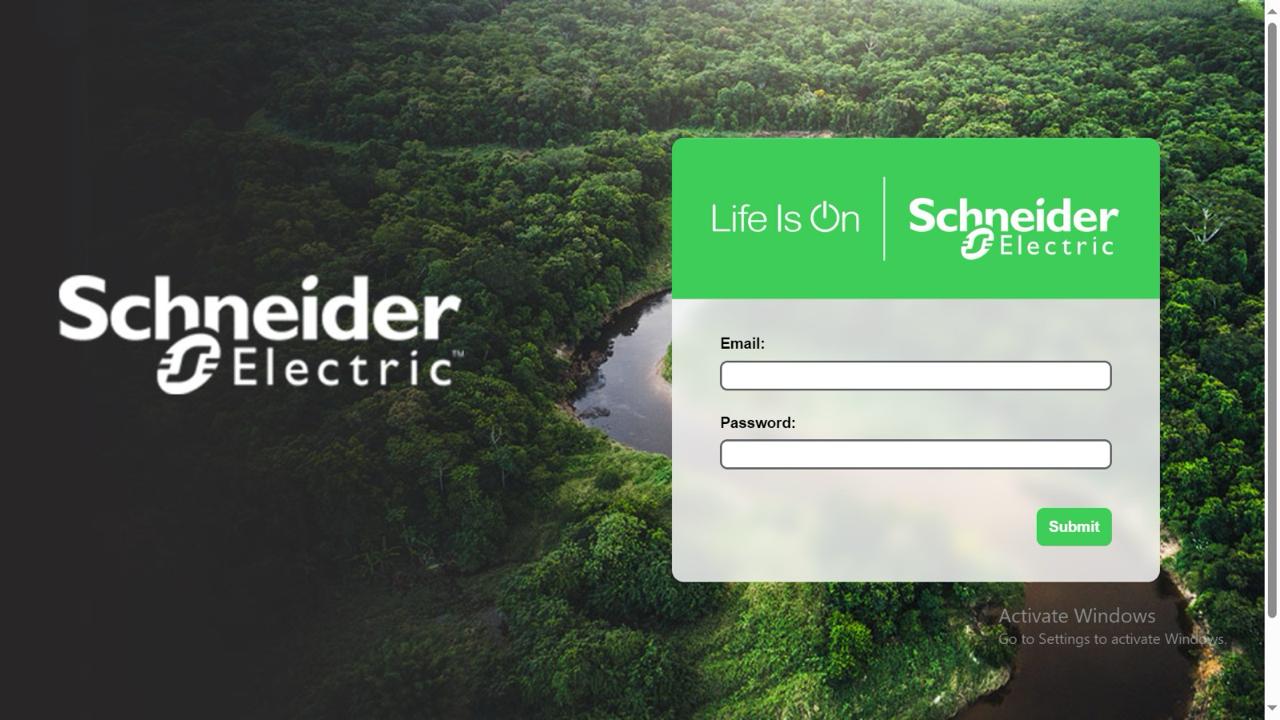 Schneider
Electric™
Life Is On
Schneider
Electric
Email:
Password:
Submit
Activate Windows
Go to Settings to activate Windows.